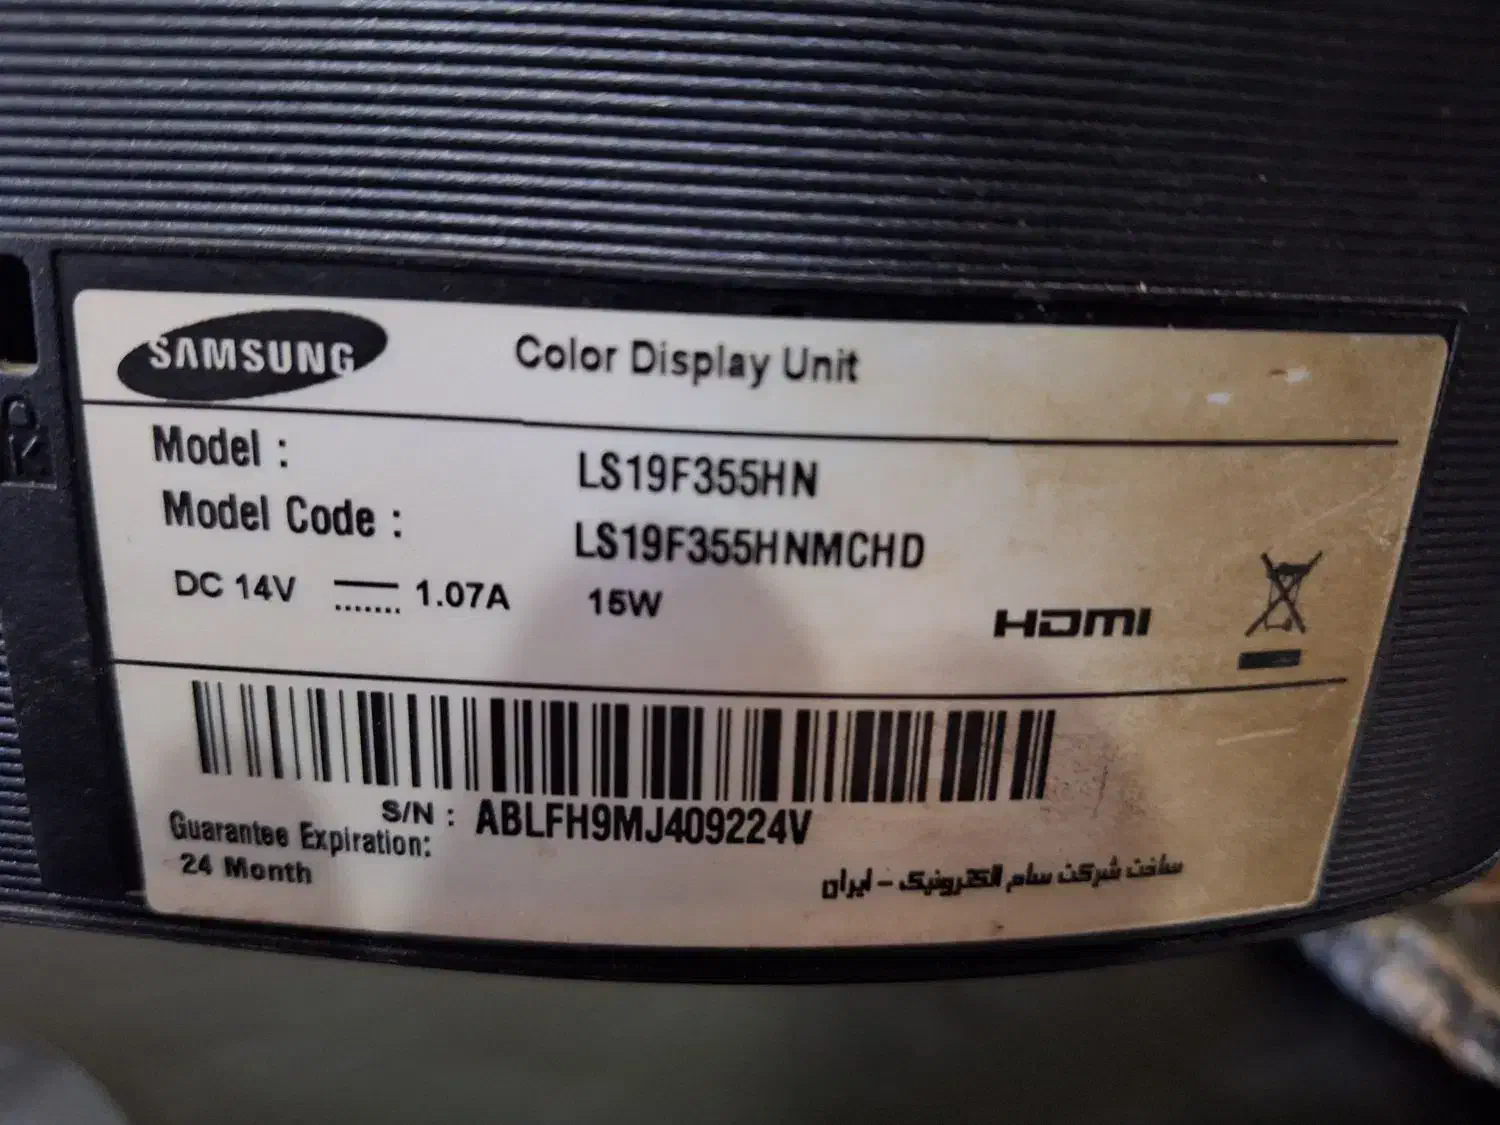 SAMSUNG
Color Display Unit
Model : LS19F355HN
Model Code : LS19F355HNMCHD
DC 14V 1.07A 15W
HDMI
S/N : ABLFH9MJ409224V
Guarantee Expiration:
24 Month
ساخت شرکت سام الکترونیک - ایران